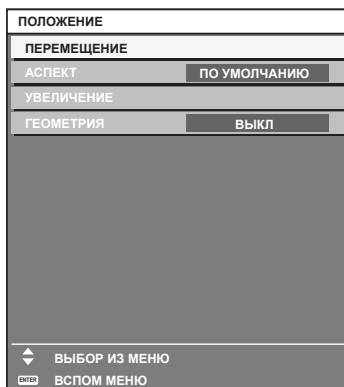 ПОЛОЖЕНИЕ
ПЕРЕМЕЩЕНИЕ
АСПЕКТ ПО УМОЛЧАНИЮ
УВЕЛИЧЕНИЕ
ГЕОМЕТРИЯ ВЫКЛ
ВЫБОР ИЗ МЕНЮ
ENTER ВСПОМ МЕНЮ